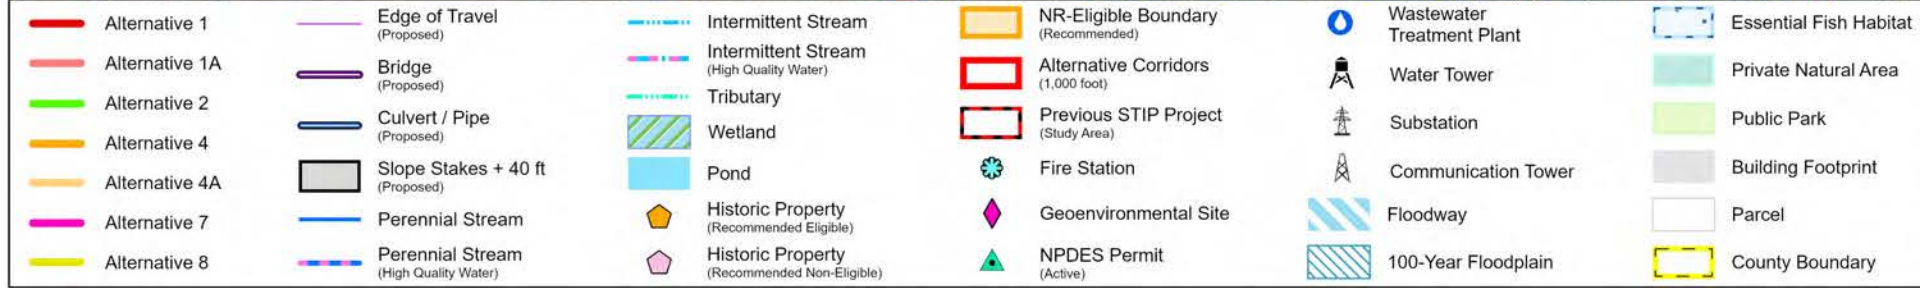 Alternative 1
Alternative 1A
Alternative 2
Alternative 4
Alternative 4A
Alternative 7
Alternative 8
Edge of Travel
(Proposed)
Bridge
(Proposed)
Culvert / Pipe
(Proposed)
Slope Stakes + 40 ft
(Proposed)
Perennial Stream
Perennial Stream
(High Quality Water)
Intermittent Stream
Intermittent Stream
(High Quality Water)
Tributary
Wetland
Pond
Historic Property
(Recommended Eligible)
Historic Property
(Recommended Non-Eligible)
NR-Eligible Boundary
(Recommended)
Alternative Corridors
(1,000 foot)
Previous STIP Project
(Study Area)
Fire Station
Geoenvironmental Site
NPDES Permit
(Active)
Wastewater
Treatment Plant
Water Tower
Substation
Communication Tower
Floodway
100-Year Floodplain
Essential Fish Habitat
Private Natural Area
Public Park
Building Footprint
Parcel
County Boundary